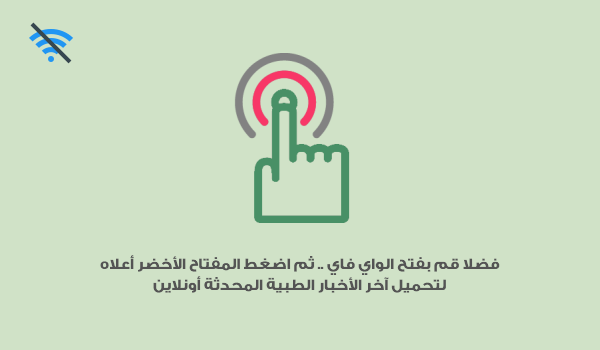 فضلا قم بفتح الواي فاي .. ثم اضغط المفتاح الأخضر أعلاه
لتحميل آخر الأخبار الطبية المحدثة أونلاين